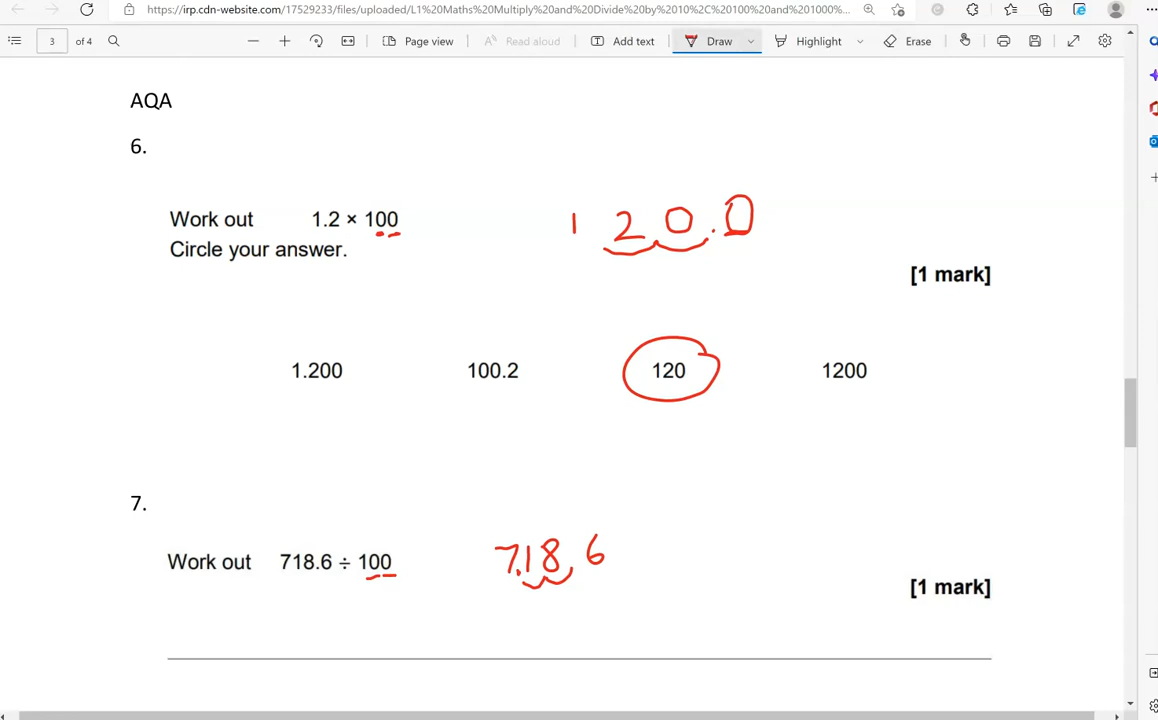 https://irp.cdn-website.com/17529233/files/uploaded/L1%20Maths%20Multiply%20and%20Divide%20by%2010%2C%20100%20and%201000%...
3 of 4 Page view Read aloud Add text Draw Highlight Erase
AQA
6.
Work out 1.2 × 100 1 2 0.0
Circle your answer.
[1 mark]
1.200 100.2 120 1200
7.
Work out 718.6 ÷ 100 7.18.6
[1 mark]